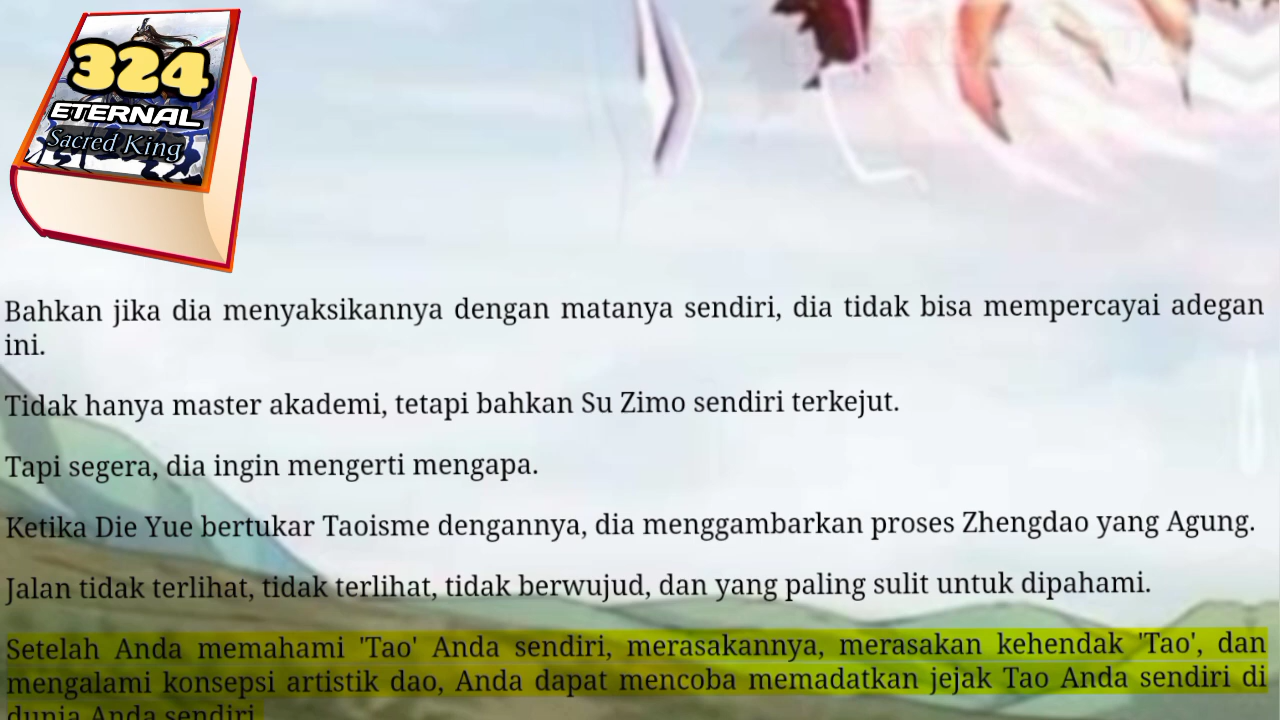 324
ETERNAL
Sacred King
Bahkan jika dia menyaksikannya dengan matanya sendiri, dia tidak bisa mempercayai adegan
ini.
Tidak hanya master akademi, tetapi bahkan Su Zimo sendiri terkejut.
Tapi segera, dia ingin mengerti mengapa.
Ketika Die Yue bertukar Taoisme dengannya, dia menggambarkan proses Zhengdao yang Agung.
Jalan tidak terlihat, tidak terlihat, tidak berwujud, dan yang paling sulit untuk dipahami.
Setelah Anda memahami 'Tao' Anda sendiri, merasakannya, merasakan kehendak 'Tao', dan
mengalami konsepsi artistik dao, Anda dapat mencoba memadatkan jejak Tao Anda sendiri di
dunia Anda sendiri.